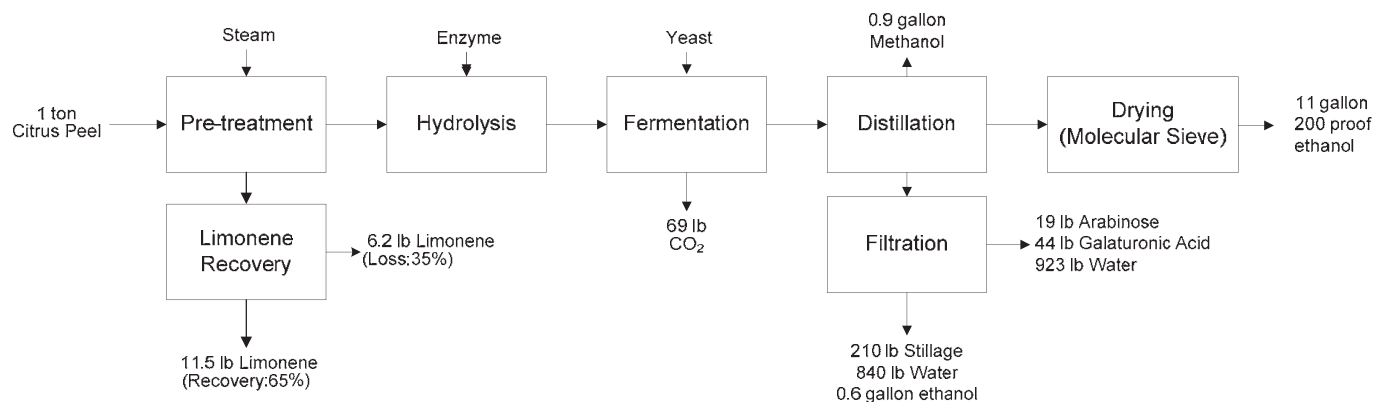 Steam
Enzyme
Yeast
0.9 gallon
Methanol
1 ton
Citrus Peel
Pre-treatment
Hydrolysis
Fermentation
Distillation
Drying
(Molecular Sieve)
11 gallon
200 proof
ethanol
Limonene
Recovery
6.2 lb Limonene
(Loss:35%)
69 lb
CO₂
Filtration
19 lb Arabinose
44 lb Galaturonic Acid
923 lb Water
11.5 lb Limonene
(Recovery:65%)
210 lb Stillage
840 lb Water
0.6 gallon ethanol